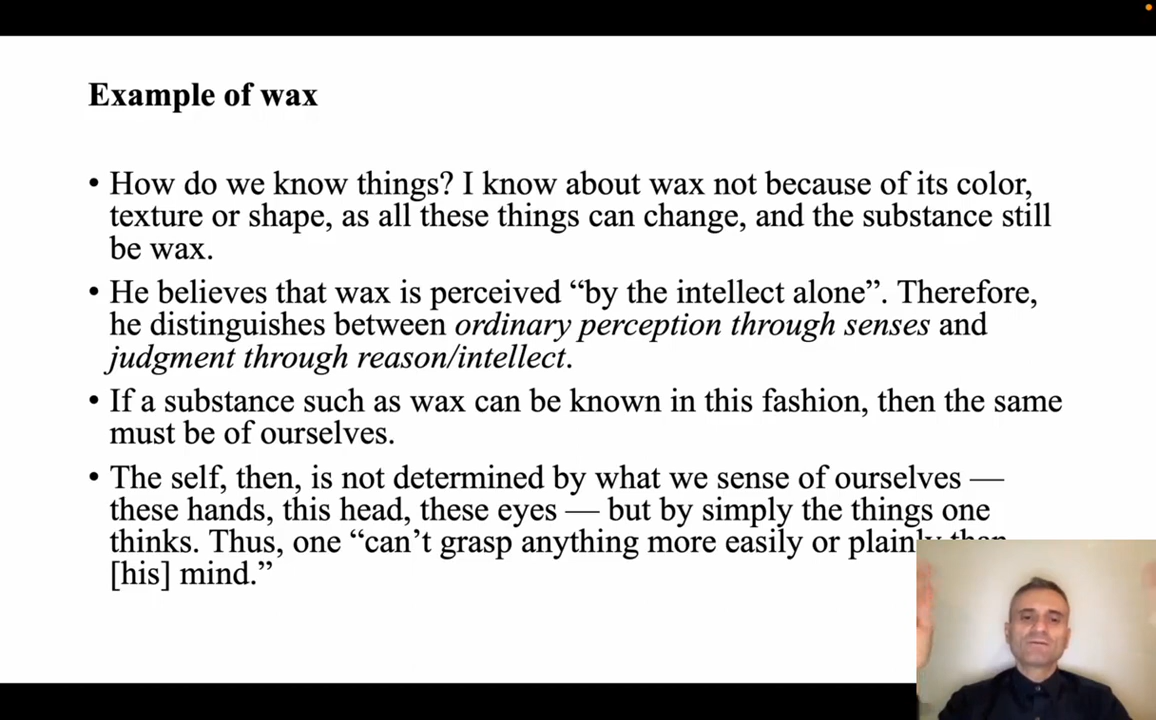 Example of wax
• How do we know things? I know about wax not because of its color,
texture or shape, as all these things can change, and the substance still
be wax.
• He believes that wax is perceived “by the intellect alone”. Therefore,
he distinguishes between ordinary perception through senses and
judgment through reason/intellect.
• If a substance such as wax can be known in this fashion, then the same
must be of ourselves.
• The self, then, is not determined by what we sense of ourselves —
these hands, this head, these eyes — but by simply the things one
thinks. Thus, one “can’t grasp anything more easily or plainly than
[his] mind.”